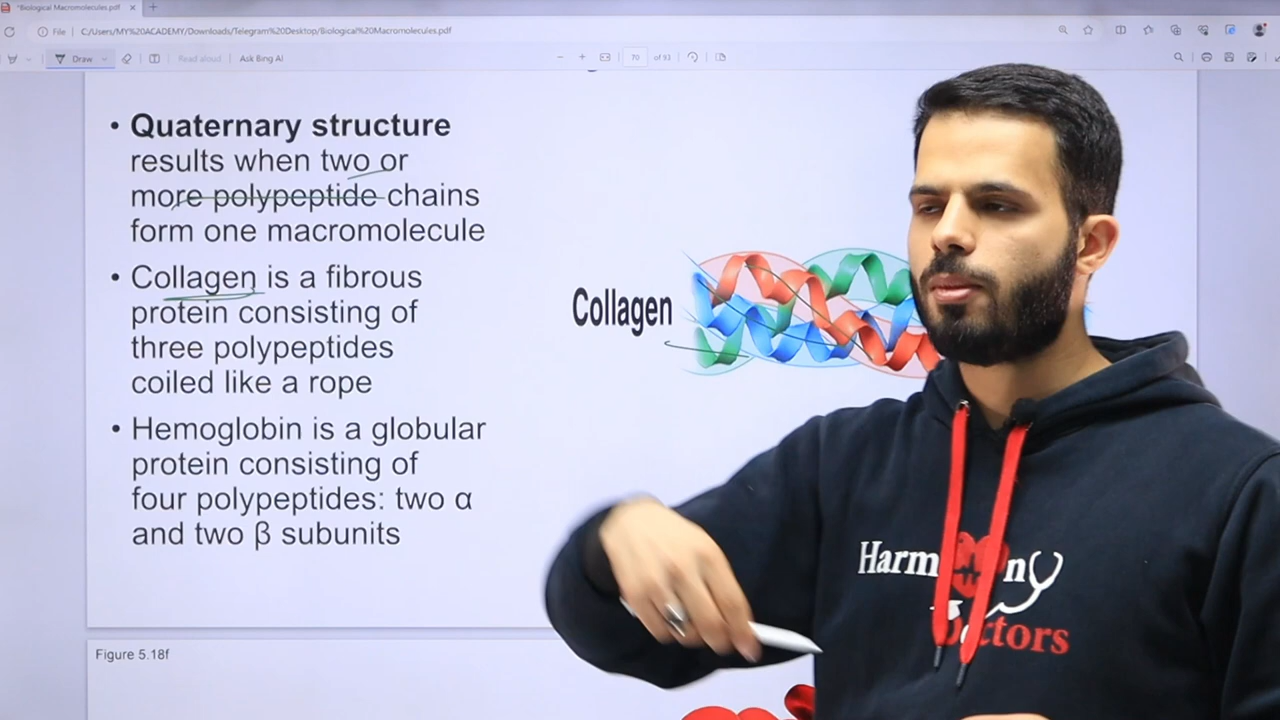 *Biological Macromolecules.pdf
File | C:/Users/MY%20ACADEMY/Downloads/Telegram%20Desktop/Biological%20Macromolecules.pdf
Draw Read aloud Ask Bing AI 70 of 93
• Quaternary structure
results when two or
more polypeptide chains
form one macromolecule
• Collagen is a fibrous
protein consisting of
three polypeptides
coiled like a rope
• Hemoglobin is a globular
protein consisting of
four polypeptides: two α
and two β subunits
Collagen
Harmony
Doctors
Figure 5.18f